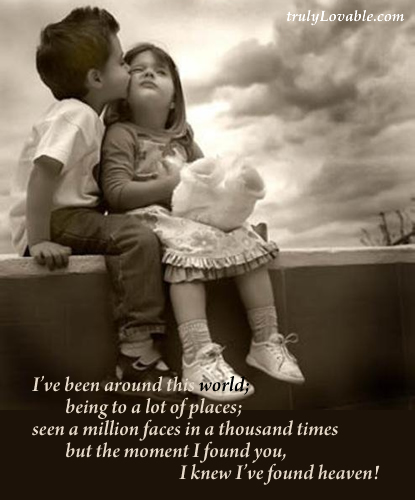 trulyLovable.com
I've been around this world;
being to a lot of places;
seen a million faces in a thousand times
but the moment I found you,
I knew I've found heaven!